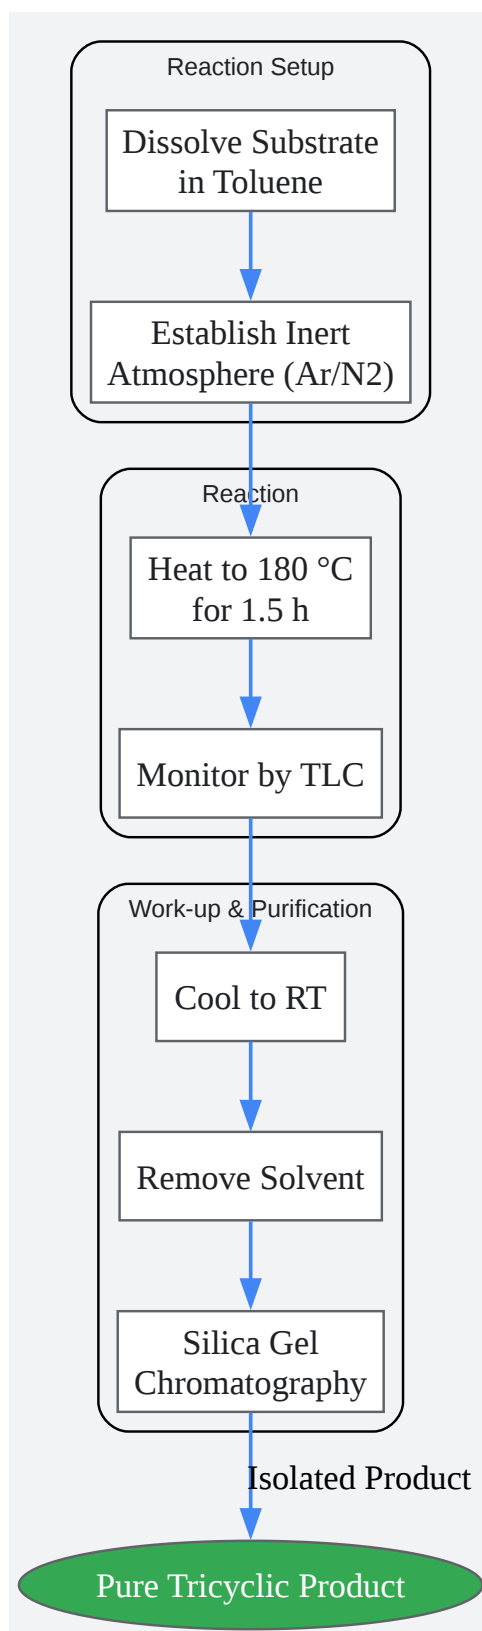 Reaction Setup
Dissolve Substrate
in Toluene
Establish Inert
Atmosphere (Ar/N2)
Reaction
Heat to 180 °C
for 1.5 h
Monitor by TLC
Work-up & Purification
Cool to RT
Remove Solvent
Silica Gel
Chromatography
Isolated Product
Pure Tricyclic Product